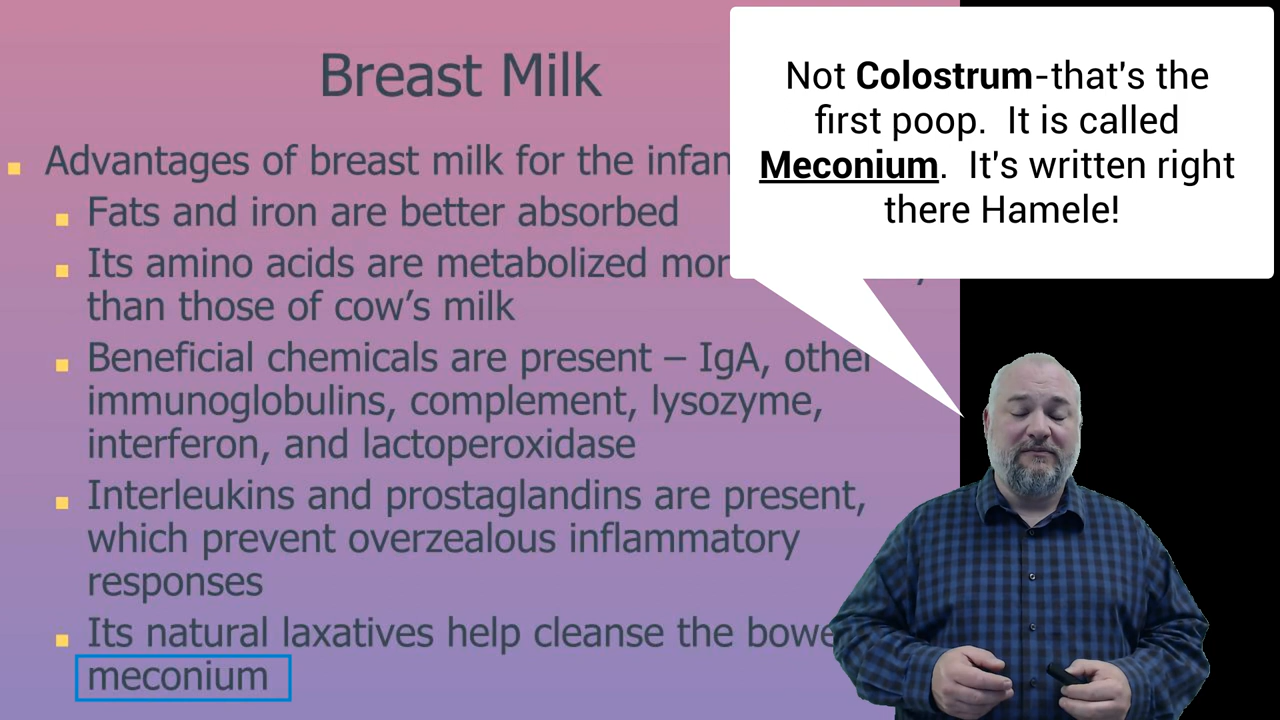 Breast Milk
Advantages of breast milk for the
Fats and iron are better absorbed
Its amino acids are metabolized
than those of cow's milk
Beneficial chemicals are present – IgA, other
immunoglobulins, complement, lysozyme,
interferon, and lactoperoxidase
Interleukins and prostaglandins are present,
which prevent overzealous inflammatory
responses
Its natural laxatives help cleanse the
meconium
Not Colostrum-that's the
first poop. It is called
Meconium. It's written right
there Hamele!